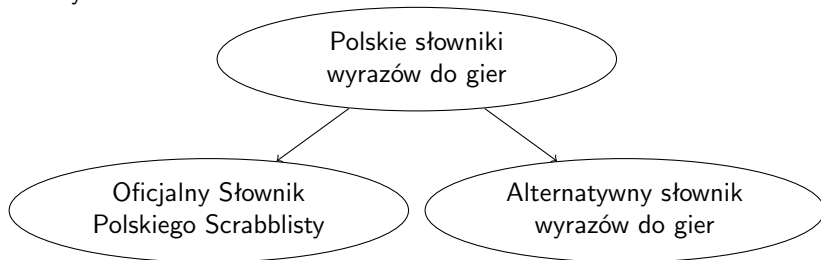 Polskie słowniki
wyrazów do gier
Oficjalny Słownik
Polskiego Scrabblisty
Alternatywny słownik
wyrazów do gier